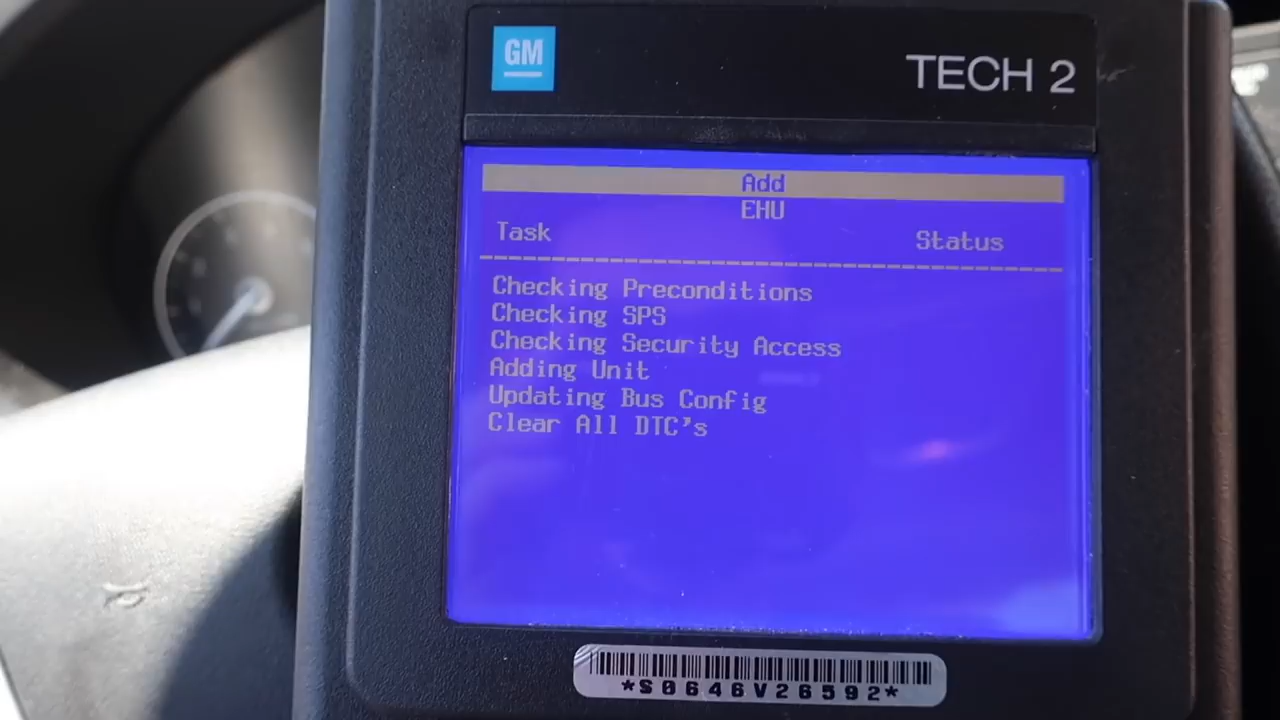 GM
TECH 2
Add
EHU
Task Status
Checking Preconditions
Checking SPS
Checking Security Access
Adding Unit
Updating Bus Config
Clear All DTC's
*S0646V26592*